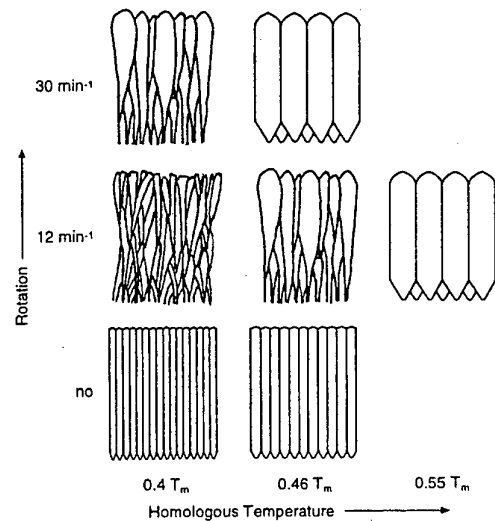 30 min⁻¹
12 min⁻¹
no
Rotation
0.4 Tₘ
0.46 Tₘ
0.55 Tₘ
Homologous Temperature